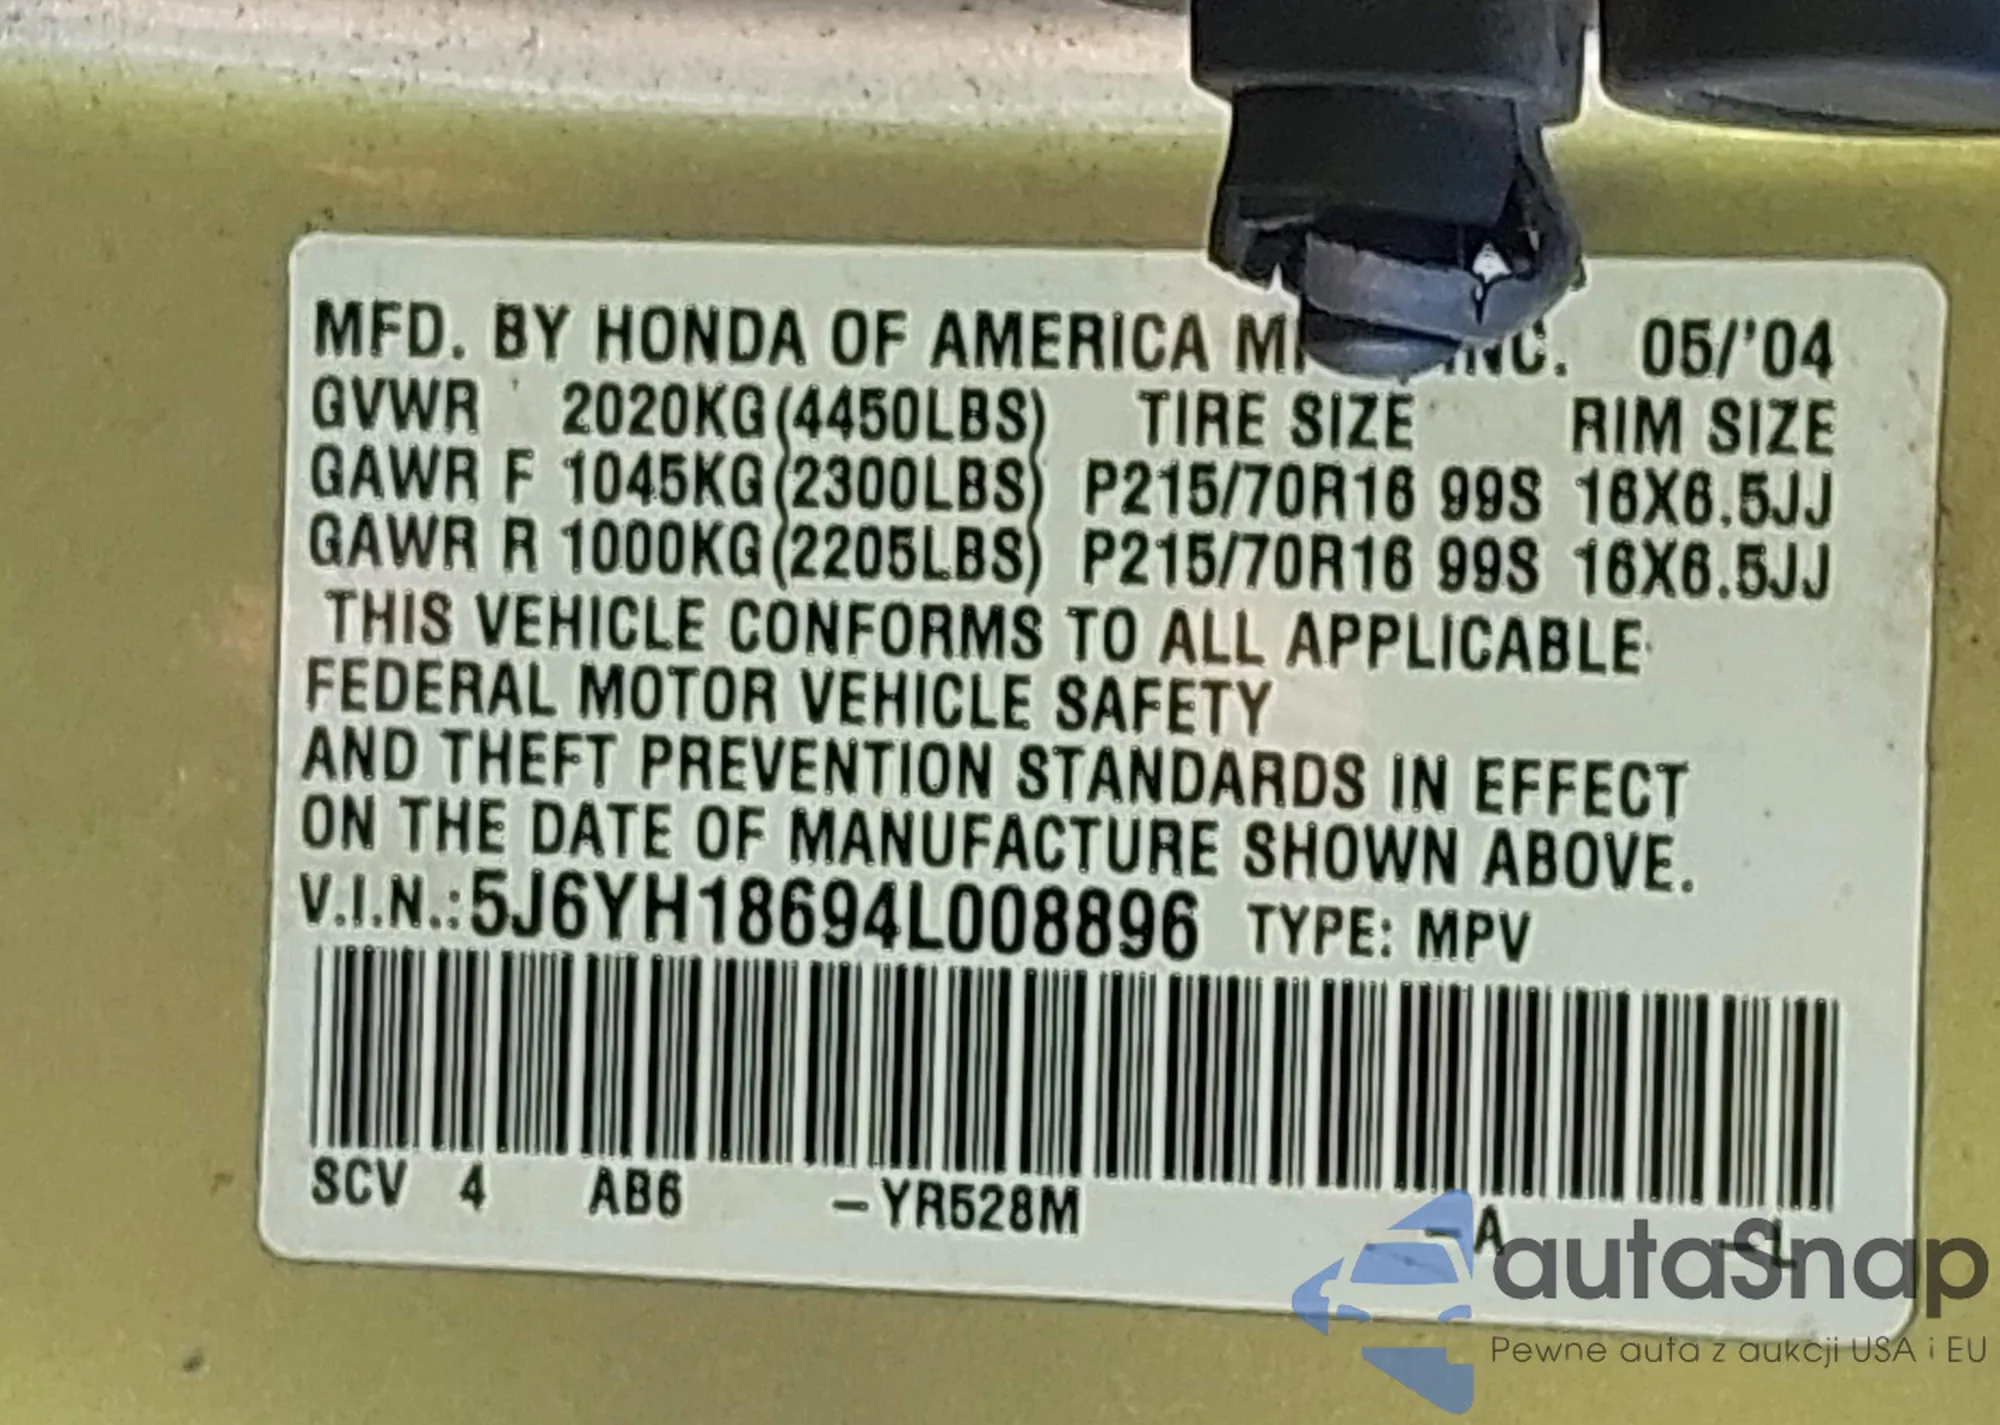 MFD. BY HONDA OF AMERICA INC. 05/'04
GVWR 2020KG(4450LBS) TIRE SIZE RIM SIZE
GAWR F 1045KG(2300LBS) P215/70R16 99S 16X6.5JJ
GAWR R 1000KG(2205LBS) P215/70R16 99S 16X6.5JJ
THIS VEHICLE CONFORMS TO ALL APPLICABLE
FEDERAL MOTOR VEHICLE SAFETY
AND THEFT PREVENTION STANDARDS IN EFFECT
ON THE DATE OF MANUFACTURE SHOWN ABOVE.
V.I.N.:5J6YH18694L008896 TYPE: MPV
SCV 4 AB6 -YR528M -A -L
autaSnap
Pewne auta z aukcji USA i EU